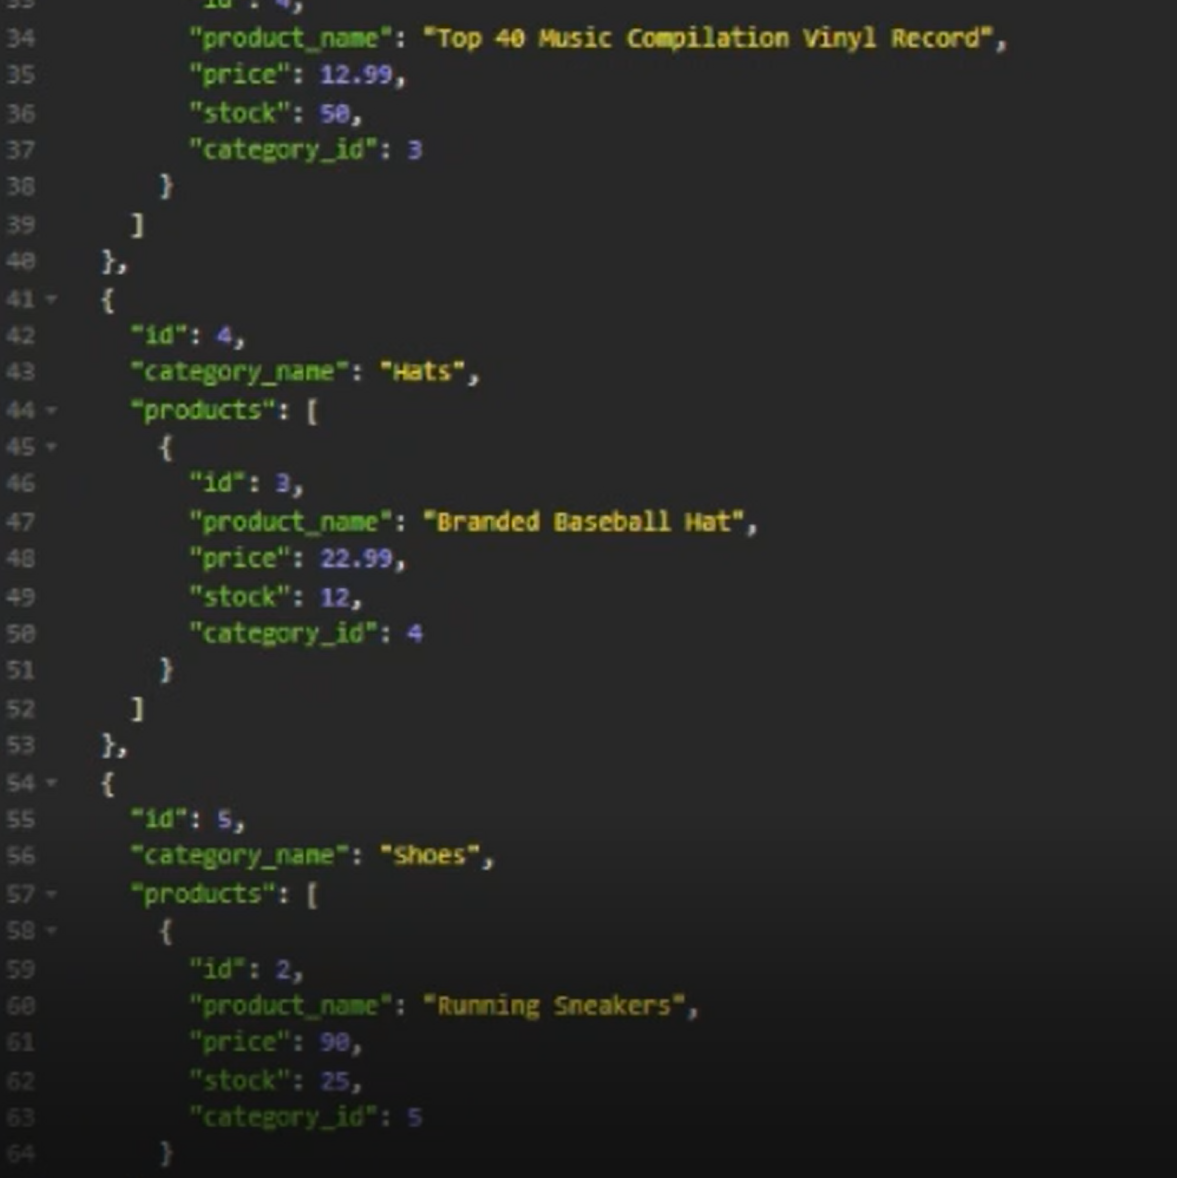 33 "id": 4,
34 "product_name": "Top 40 Music Compilation Vinyl Record",
35 "price": 12.99,
36 "stock": 50,
37 "category_id": 3
38 }
39 ]
40 },
41 {
42 "id": 4,
43 "category_name": "Hats",
44 "products": [
45 {
46 "id": 3,
47 "product_name": "Branded Baseball Hat",
48 "price": 22.99,
49 "stock": 12,
50 "category_id": 4
51 }
52 ]
53 },
54 {
55 "id": 5,
56 "category_name": "Shoes",
57 "products": [
58 {
59 "id": 2,
60 "product_name": "Running Sneakers",
61 "price": 90,
62 "stock": 25,
63 "category_id": 5
64 }